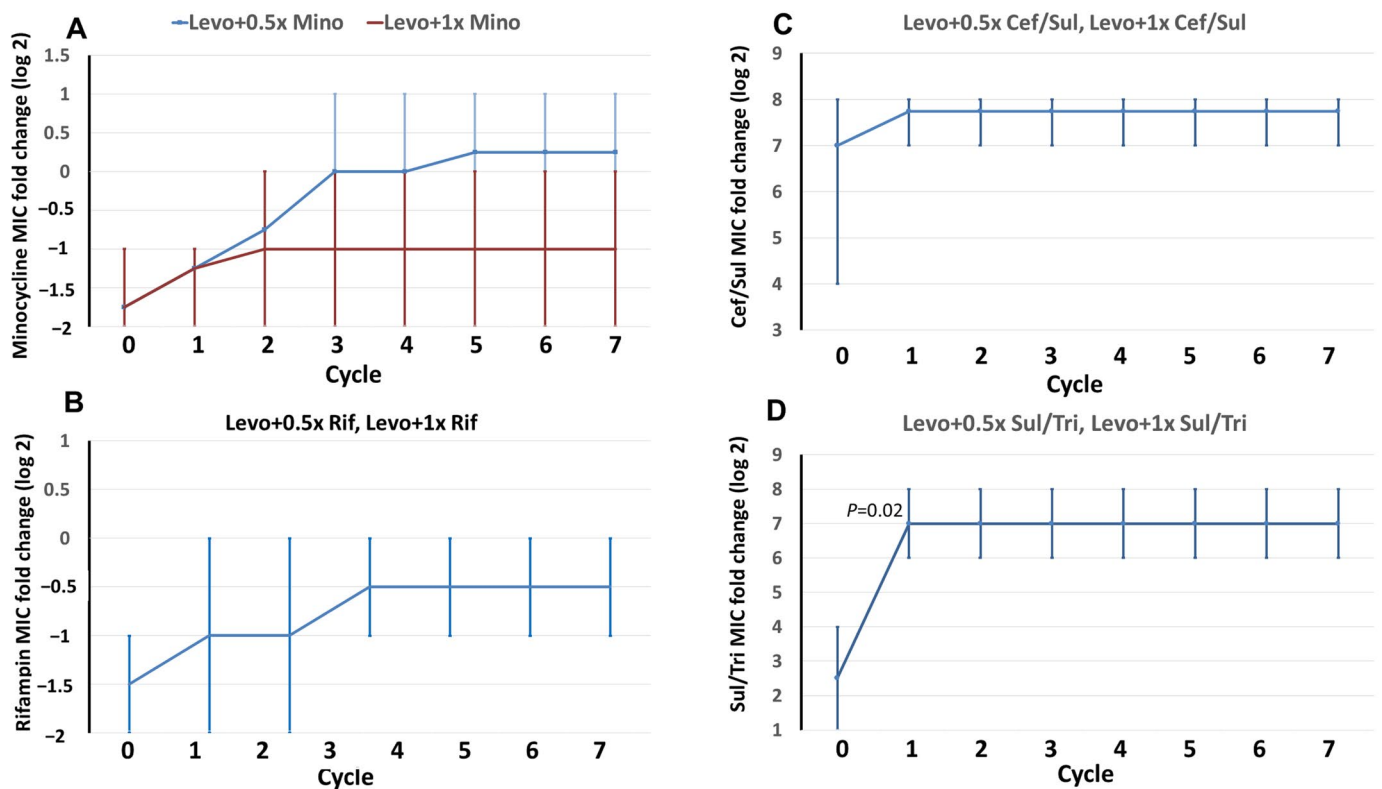 A
Levo+0.5x Mino Levo+1x Mino
Minocycline MIC fold change (log 2)
1.5
1
0.5
0
−0.5
−1
−1.5
−2
0 1 2 3 4 5 6 7
Cycle
B
Levo+0.5x Rif, Levo+1x Rif
Rifampin MIC fold change (log 2)
1
0.5
0
−0.5
−1
−1.5
−2
0 1 2 3 4 5 6 7
Cycle
C
Levo+0.5x Cef/Sul, Levo+1x Cef/Sul
Cef/Sul MIC fold change (log 2)
9
8
7
6
5
4
3
0 1 2 3 4 5 6 7
Cycle
D
Levo+0.5x Sul/Tri, Levo+1x Sul/Tri
Sul/Tri MIC fold change (log 2)
9
8
7
6
5
4
3
2
1
P=0.02
0 1 2 3 4 5 6 7
Cycle